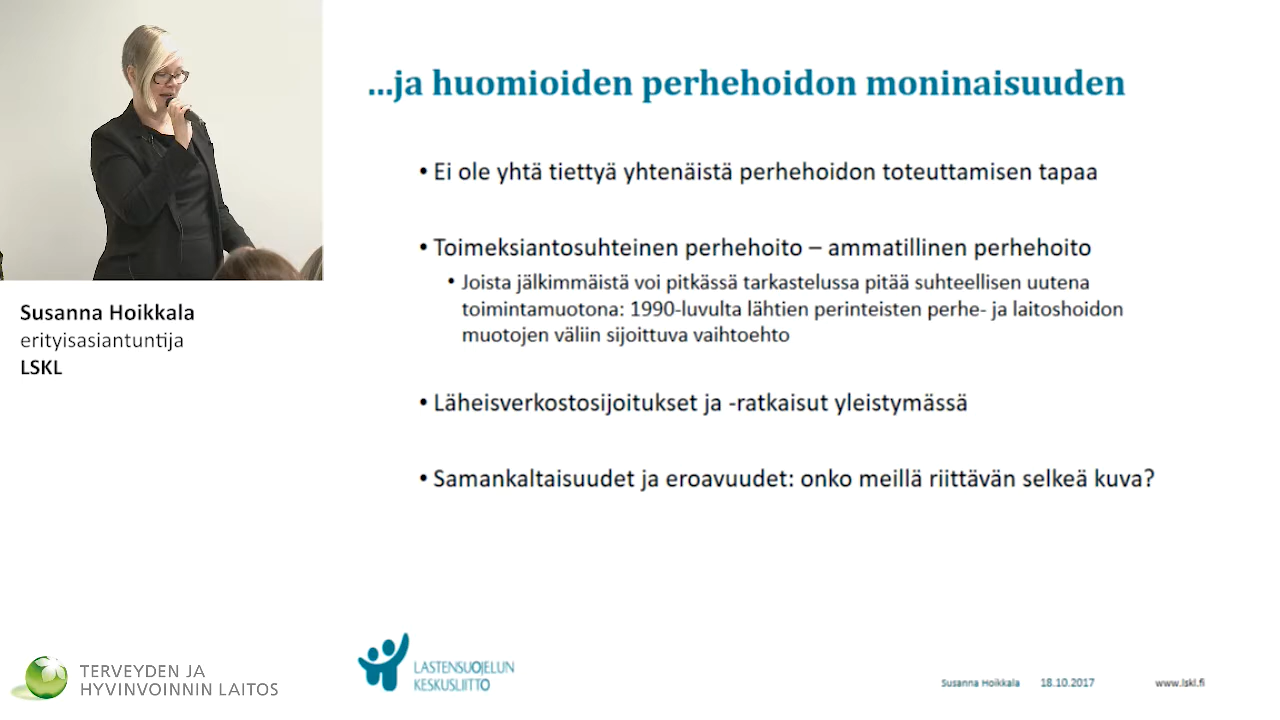 ...ja huomioiden perhehoidon moninaisuuden
• Ei ole yhtä tiettyä yhtenäistä perhehoidon toteuttamisen tapaa
• Toimeksiantosuhteinen perhehoito – ammatillinen perhehoito
• Joista jälkimmäistä voi pitkässä tarkastelussa pitää suhteellisen uutena
toimintamuotona: 1990-luvulta lähtien perinteisten perhe- ja laitoshoidon
muotojen väliin sijoittuva vaihtoehto
• Läheisverkostosijoitukset ja -ratkaisut yleistymässä
• Samankaltaisuudet ja eroavuudet: onko meillä riittävän selkeä kuva?
Susanna Hoikkala
erityisasiantuntija
LSKL
TERVEYDEN JA
HYVINVOINNIN LAITOS
LASTENSUOJELUN
KESKUSLIITTO
Susanna Hoikkala 18.10.2017 www.lskl.fi